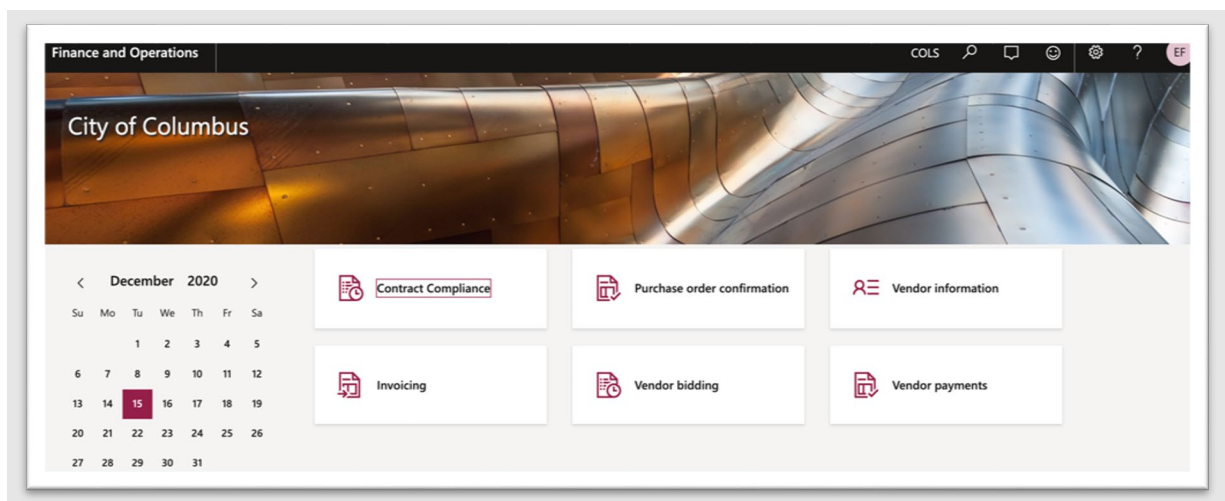 Finance and Operations
COLS
?
EF
City of Columbus
December 2020
Su Mo Tu We Th Fr Sa
1 2 3 4 5
6 7 8 9 10 11 12
13 14 15 16 17 18 19
20 21 22 23 24 25 26
27 28 29 30 31
Contract Compliance
Purchase order confirmation
Vendor information
Invoicing
Vendor bidding
Vendor payments